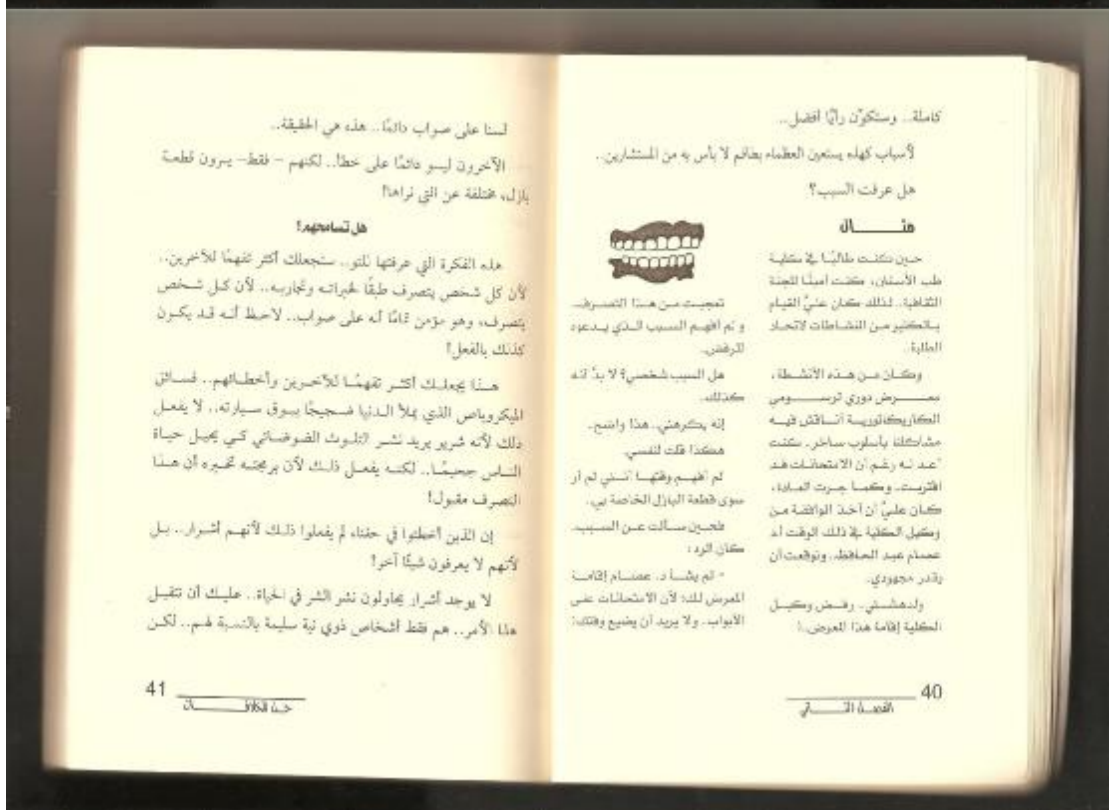 كاملة.. وستكوّن رأيًا أفضل..
لأسباب كهذه يستعين العظماء بطاقم لا بأس به من المستشارين..
هل عرفت السبب؟
مثـــــــال
حين كنت طالبًا في كلية
طب الأسنان، كنت أمينًا للجنة
الثقافية. لذلك كان عليَّ القيام
بالكثير من النشاطات لاتحاد
الطلبة.
وكان من هذه الأنشطة،
معـــرض دوري لرســـومي
الكاريكاتورية أناقش فيه
مشاكلنا بأسلوب ساخر. كنت
أعد له رغم أن الامتحانات قد
اقتربت. وكما جرت العادة،
كان عليَّ أن آخذ الموافقة من
وكيل الكلية في ذلك الوقت أ.د
عصام عبد الحافظ. وتوقعت أن
يقدر مجهودي.
ولدهشتي، رفض وكيل
الكلية إقامة هذا المعرض..!
تعجبت من هذا التصرف..
و لم أفهم السبب الذي يدعوه
للرفض.
هل السبب شخصي؟ لا بدَّ أنه
كذلك.
إنه يكرهني. هذا واضح.
هكذا قلت لنفسي.
لم أفهم وقتها أنني لم أر
سوى قطعة البازل الخاصة بي.
فحين سألت عن السبب،
كان الرد:
- لم يشأ د. عصام إقامة
المعرض لك؛ لأن الامتحانات على
الأبواب. ولا يريد أن يضيع وقتك!
40
الفصل الثـــــاني
لسنا على صواب دائمًا.. هذه هي الحقيقة..
الآخرون ليسو دائمًا على خطأ.. لكنهم – فقط– يرون قطعة
بازل، مختلفة عن التي نراها!
هل تسامحهم؟
هذه الفكرة التي عرفتها للتو.. ستجعلك أكثر تفهمًا للآخرين..
لأن كل شخص يتصرف طبقًا لخبراته وتجاربه.. لأن كل شخص
يتصرف، وهو مؤمن تمامًا أنه على صواب.. لاحظ أنه قد يكون
كذلك بالفعل!
هـذا يجعلك أكثر تفهمًا للآخرين وأخطائهم.. فسائق
الميكروباص الذي يملأ الدنيا ضجيجًا ببوق سيارته.. لا يفعل
ذلك لأنه شرير يريد نشر التلوث الضوضائي كي يحيل حياة
الناس جحيمًا.. لكنه يفعل ذلك لأن برمجته تخبره أن هذا
التصرف مقبول!
إن الذين أخطئوا في حقنا، لم يفعلوا ذلك لأنهم أشرار.. بل
لأنهم لا يعرفون شيئًا آخر!
لا يوجد أشرار يحاولون نشر الشر في الحياة.. عليك أن تتقبل
هذا الأمر.. هم فقط أشخاص ذوي نية سليمة بالنسبة لهم.. لكن
41